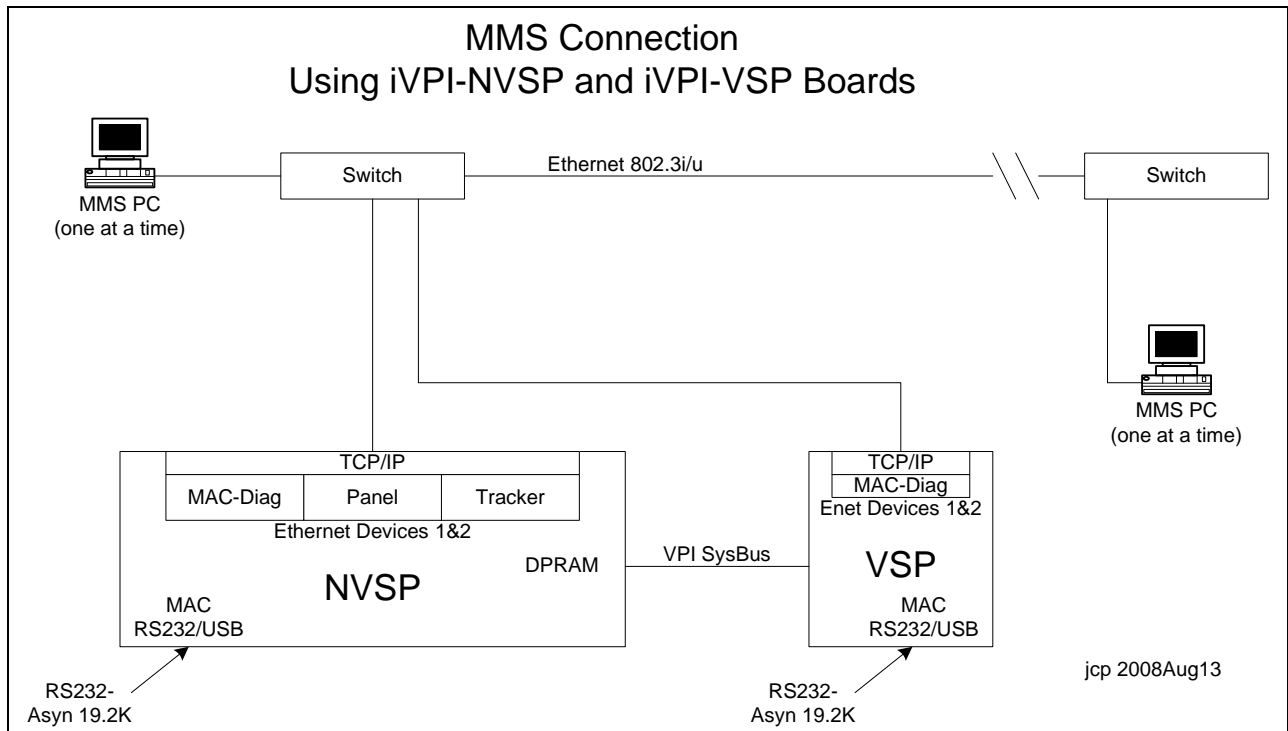 MMS Connection
Using iVPI-NVSP and iVPI-VSP Boards
Switch
Ethernet 802.3i/u
Switch
MMS PC
(one at a time)
MMS PC
(one at a time)
TCP/IP
MAC-Diag
Panel
Tracker
Ethernet Devices 1&2
DPRAM
NVSP
MAC
RS232/USB
VPI SysBus
TCP/IP
MAC-Diag
Enet Devices 1&2
VSP
MAC
RS232/USB
RS232-
Asyn 19.2K
RS232-
Asyn 19.2K
jcp 2008Aug13